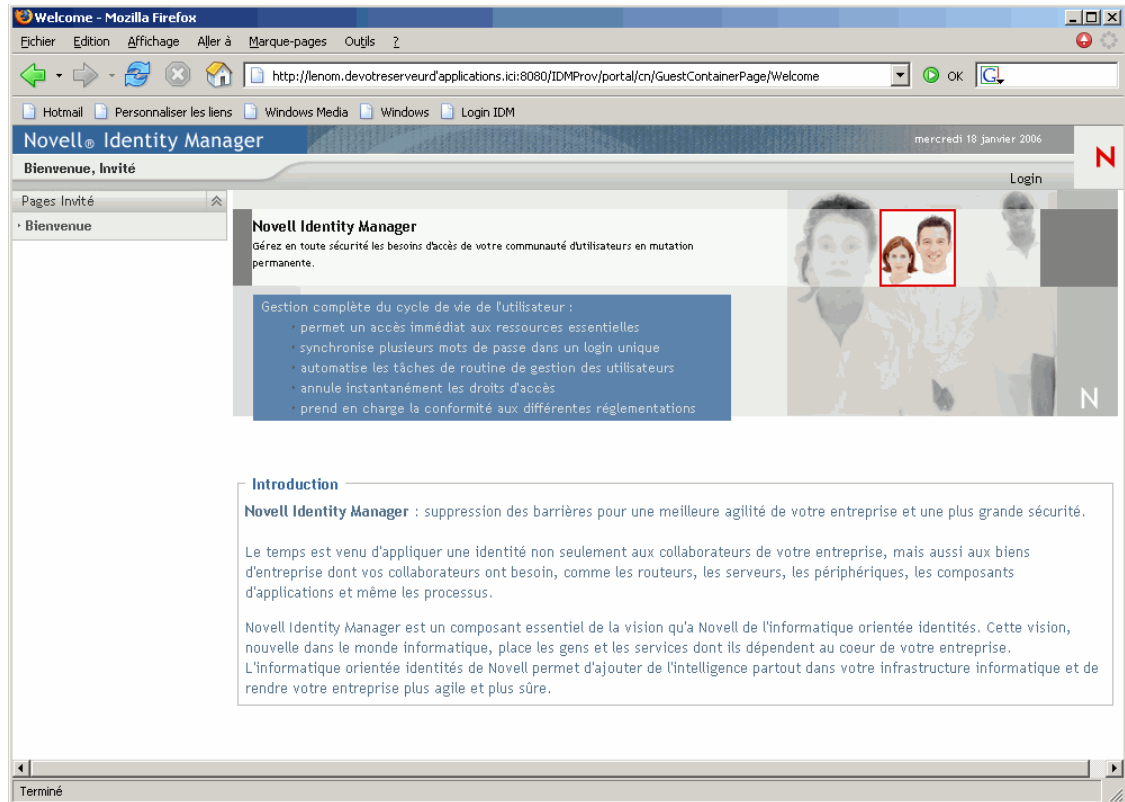 Welcome - Mozilla Firefox
Fichier Edition Affichage Aller à Marque-pages Outils ?
http://lenom.devotreserveurd'applications.ici:8080/IDMProv/portal/cn/GuestContainerPage/Welcome OK G
Hotmail Personnaliser les liens Windows Media Windows Login IDM
Novell® Identity Manager mercredi 18 janvier 2006
N
Bienvenue, Invité
Login
Pages Invité
Bienvenue
Novell Identity Manager
Gérez en toute sécurité les besoins d'accès de votre communauté d'utilisateurs en mutation
permanente.
Gestion complète du cycle de vie de l'utilisateur :
· permet un accès immédiat aux ressources essentielles
· synchronise plusieurs mots de passe dans un login unique
· automatise les tâches de routine de gestion des utilisateurs
· annule instantanément les droits d'accès
· prend en charge la conformité aux différentes réglementations
N
Introduction
Novell Identity Manager : suppression des barrières pour une meilleure agilité de votre entreprise et une plus grande sécurité.
Le temps est venu d'appliquer une identité non seulement aux collaborateurs de votre entreprise, mais aussi aux biens
d'entreprise dont vos collaborateurs ont besoin, comme les routeurs, les serveurs, les périphériques, les composants
d'applications et même les processus.
Novell Identity Manager est un composant essentiel de la vision qu'a Novell de l'informatique orientée identités. Cette vision,
nouvelle dans le monde informatique, place les gens et les services dont ils dépendent au coeur de votre entreprise.
L'informatique orientée identités de Novell permet d'ajouter de l'intelligence partout dans votre infrastructure informatique et de
rendre votre entreprise plus agile et plus sûre.
Terminé